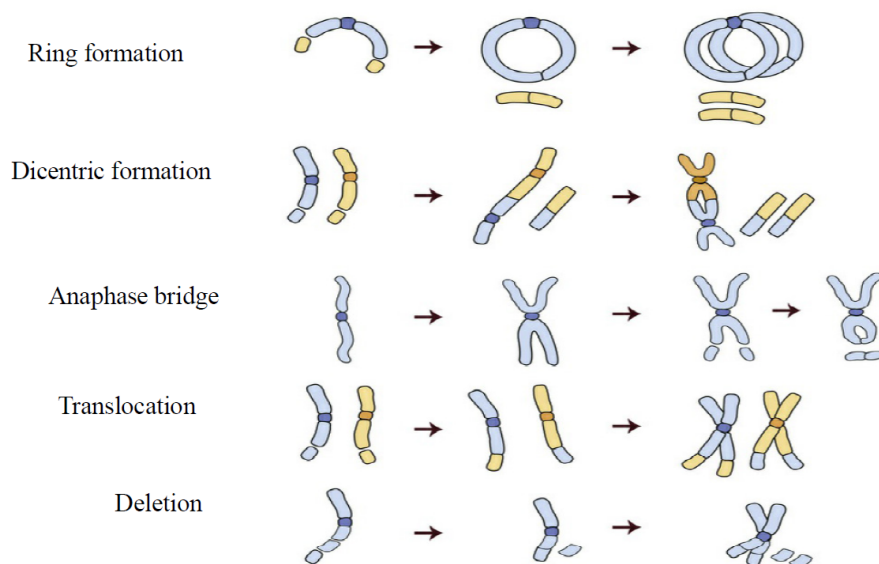 Ring formation
Dicentric formation
Anaphase bridge
Translocation
Deletion